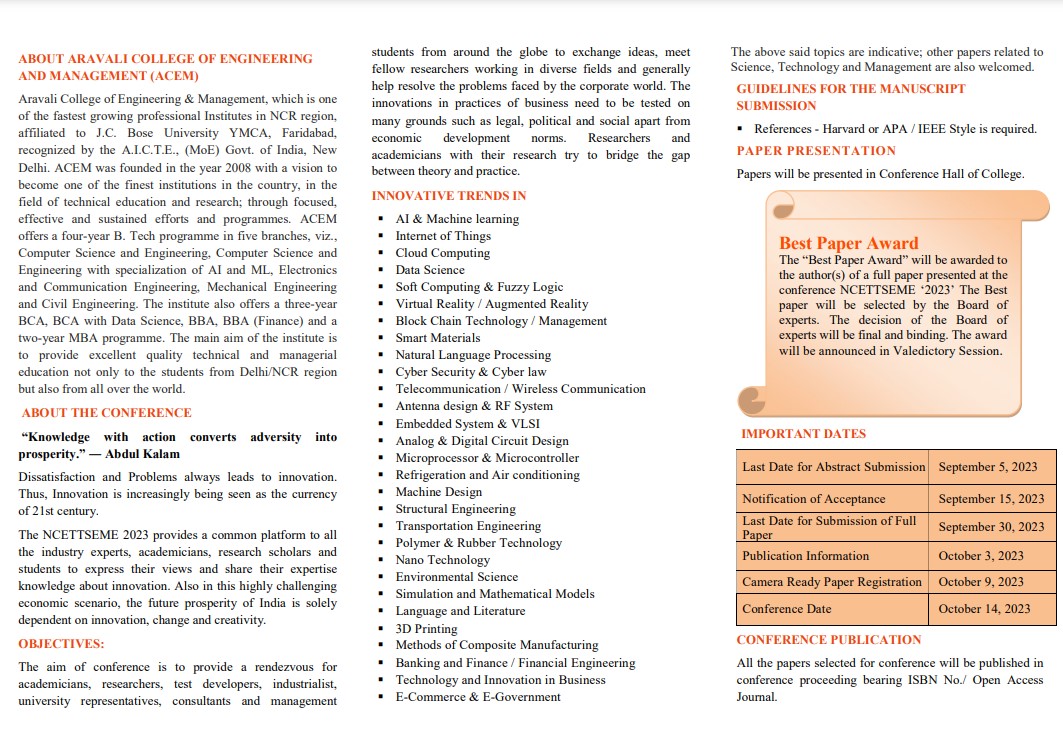 ABOUT ARAVALI COLLEGE OF ENGINEERING
AND MANAGEMENT (ACEM)
Aravali College of Engineering & Management, which is one
of the fastest growing professional Institutes in NCR region,
affiliated to J.C. Bose University YMCA, Faridabad,
recognized by the A.I.C.T.E., (MoE) Govt. of India, New
Delhi. ACEM was founded in the year 2008 with a vision to
become one of the finest institutions in the country, in the
field of technical education and research; through focused,
effective and sustained efforts and programmes. ACEM
offers a four-year B. Tech programme in five branches, viz.,
Computer Science and Engineering, Computer Science and
Engineering with specialization of AI and ML, Electronics
and Communication Engineering, Mechanical Engineering
and Civil Engineering. The institute also offers a three-year
BCA, BCA with Data Science, BBA, BBA (Finance) and a
two-year MBA programme. The main aim of the institute is
to provide excellent quality technical and managerial
education not only to the students from Delhi/NCR region
but also from all over the world.
ABOUT THE CONFERENCE
“Knowledge with action converts adversity into
prosperity.” — Abdul Kalam
Dissatisfaction and Problems always leads to innovation.
Thus, Innovation is increasingly being seen as the currency
of 21st century.
The NCETTSEME 2023 provides a common platform to all
the industry experts, academicians, research scholars and
students to express their views and share their expertise
knowledge about innovation. Also in this highly challenging
economic scenario, the future prosperity of India is solely
dependent on innovation, change and creativity.
OBJECTIVES:
The aim of conference is to provide a rendezvous for
academicians, researchers, test developers, industrialist,
university representatives, consultants and management
students from around the globe to exchange ideas, meet
fellow researchers working in diverse fields and generally
help resolve the problems faced by the corporate world. The
innovations in practices of business need to be tested on
many grounds such as legal, political and social apart from
economic development norms. Researchers and
academicians with their research try to bridge the gap
between theory and practice.
INNOVATIVE TRENDS IN
▪ AI & Machine learning
▪ Internet of Things
▪ Cloud Computing
▪ Data Science
▪ Soft Computing & Fuzzy Logic
▪ Virtual Reality / Augmented Reality
▪ Block Chain Technology / Management
▪ Smart Materials
▪ Natural Language Processing
▪ Cyber Security & Cyber law
▪ Telecommunication / Wireless Communication
▪ Antenna design & RF System
▪ Embedded System & VLSI
▪ Analog & Digital Circuit Design
▪ Microprocessor & Microcontroller
▪ Refrigeration and Air conditioning
▪ Machine Design
▪ Structural Engineering
▪ Transportation Engineering
▪ Polymer & Rubber Technology
▪ Nano Technology
▪ Environmental Science
▪ Simulation and Mathematical Models
▪ Language and Literature
▪ 3D Printing
▪ Methods of Composite Manufacturing
▪ Banking and Finance / Financial Engineering
▪ Technology and Innovation in Business
▪ E-Commerce & E-Government
The above said topics are indicative; other papers related to
Science, Technology and Management are also welcomed.
GUIDELINES FOR THE MANUSCRIPT
SUBMISSION
▪ References - Harvard or APA / IEEE Style is required.
PAPER PRESENTATION
Papers will be presented in Conference Hall of College.
Best Paper Award
The “Best Paper Award” will be awarded to
the author(s) of a full paper presented at the
conference NCETTSEME ‘2023’ The Best
paper will be selected by the Board of
experts. The decision of the Board of
experts will be final and binding. The award
will be announced in Valedictory Session.
IMPORTANT DATES
Last Date for Abstract Submission September 5, 2023
Notification of Acceptance September 15, 2023
Last Date for Submission of Full
Paper September 30, 2023
Publication Information October 3, 2023
Camera Ready Paper Registration October 9, 2023
Conference Date October 14, 2023
CONFERENCE PUBLICATION
All the papers selected for conference will be published in
conference proceeding bearing ISBN No./ Open Access
Journal.